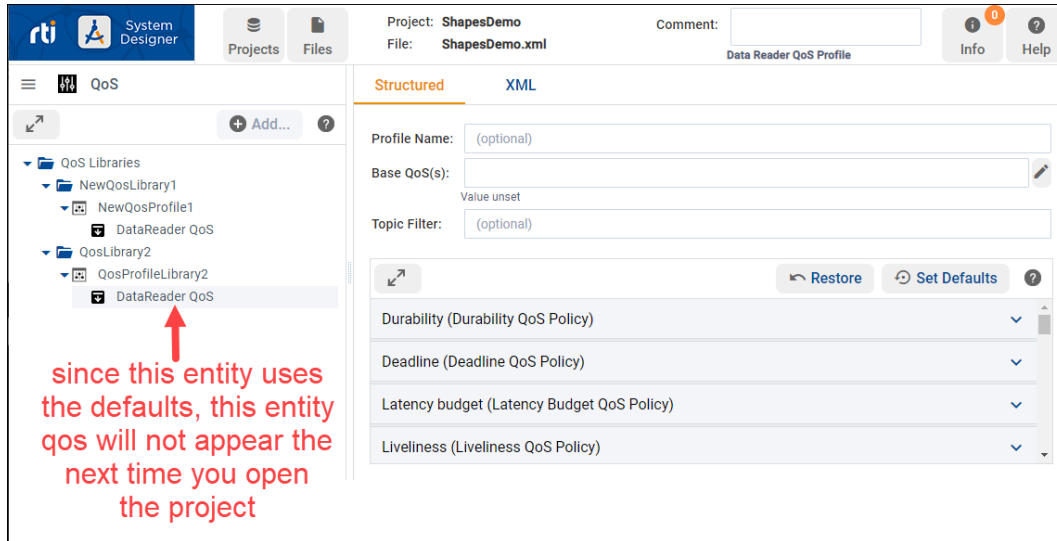 rti System Designer
Projects
Files
Project: ShapesDemo
File: ShapesDemo.xml
Comment:
Data Reader QoS Profile
0
Info
Help
QoS
Add...
QoS Libraries
NewQosLibrary1
NewQosProfile1
DataReader QoS
QosLibrary2
QosProfileLibrary2
DataReader QoS
since this entity uses
the defaults, this entity
qos will not appear the
next time you open
the project
Structured XML
Profile Name: (optional)
Base QoS(s):
Value unset
Topic Filter: (optional)
Restore Set Defaults
Durability (Durability QoS Policy)
Deadline (Deadline QoS Policy)
Latency budget (Latency Budget QoS Policy)
Liveliness (Liveliness QoS Policy)